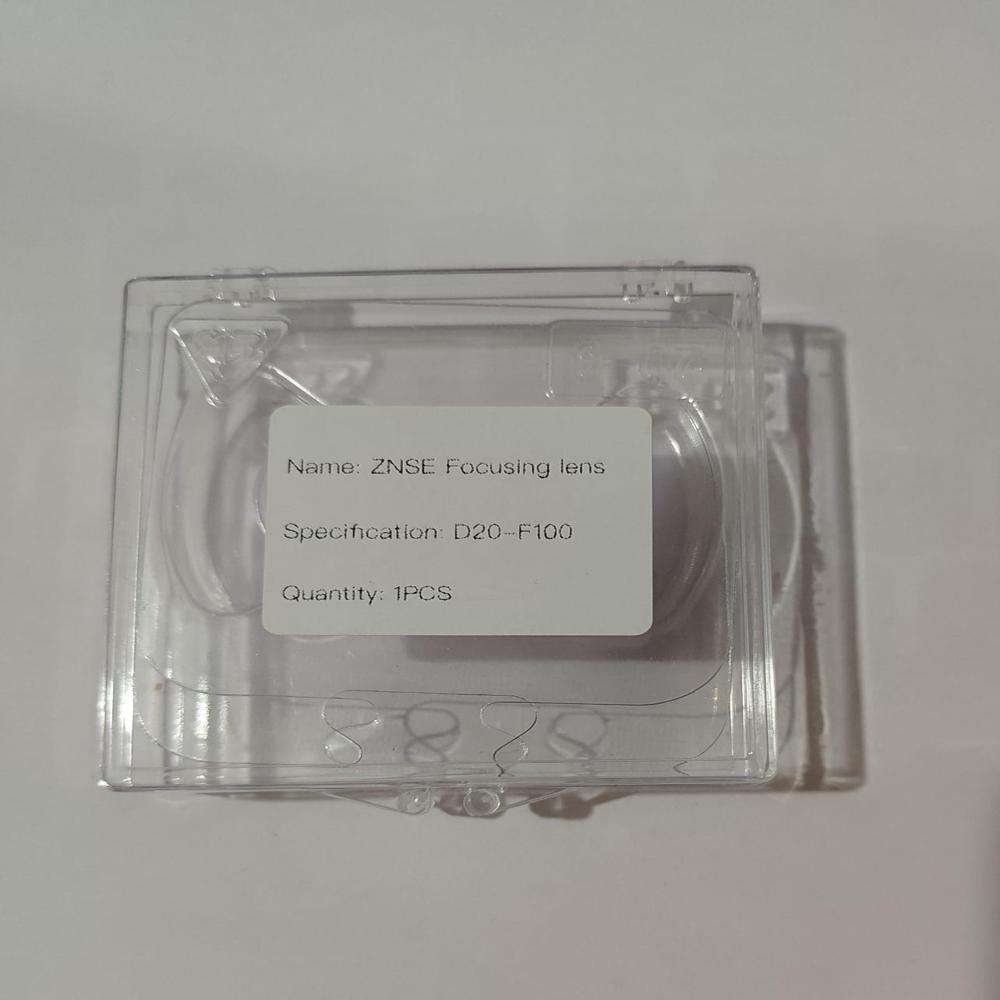 Name: ZNSE Focusing lens
Specification: D20-F100
Quantity: 1PCS